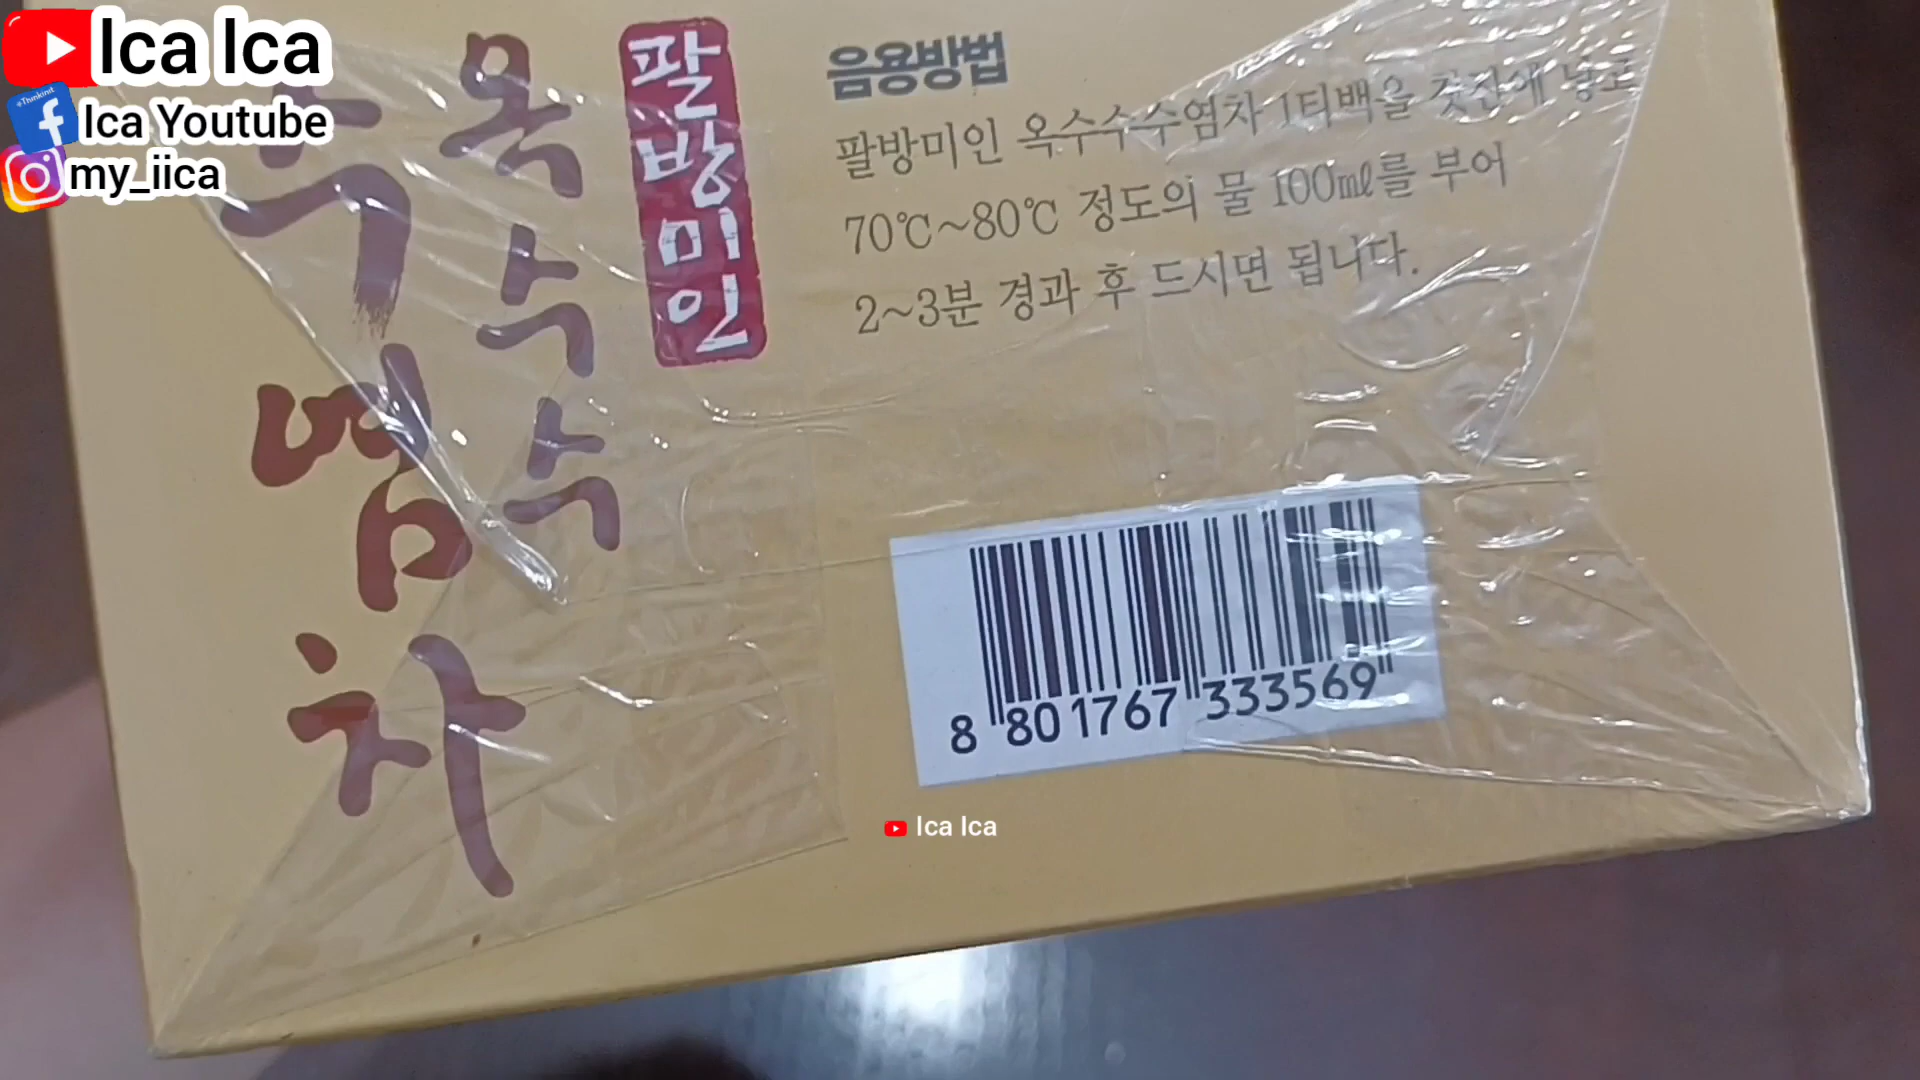 Ica Ica
Ica Youtube
my_iica
옥수수
수염차
팔방미인
음용방법
팔방미인 옥수수수염차 1티백을 찻잔에 넣고
70℃~80℃ 정도의 물 100㎖를 부어
2~3분 경과 후 드시면 됩니다.
8 801767 333569
Ica Ica